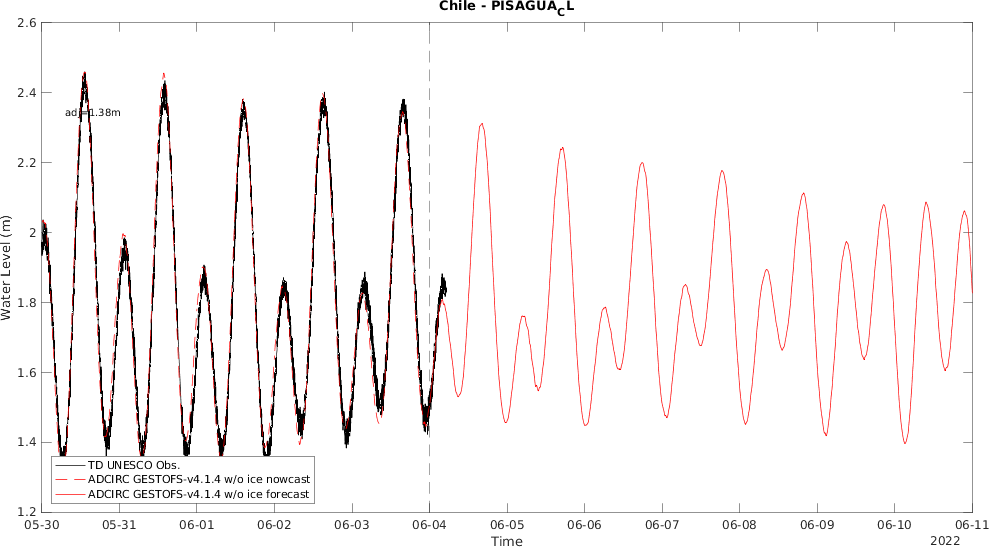 Chile - PISAGUA_CL
2.6
2.4
adj=1.38m
2.2
2
Water Level (m)
1.8
1.6
1.4
TD UNESCO Obs.
ADCIRC GESTOFS-v4.1.4 w/o ice nowcast
ADCIRC GESTOFS-v4.1.4 w/o ice forecast
1.2
05-30 05-31 06-01 06-02 06-03 06-04 06-05 06-06 06-07 06-08 06-09 06-10 06-11
Time
2022